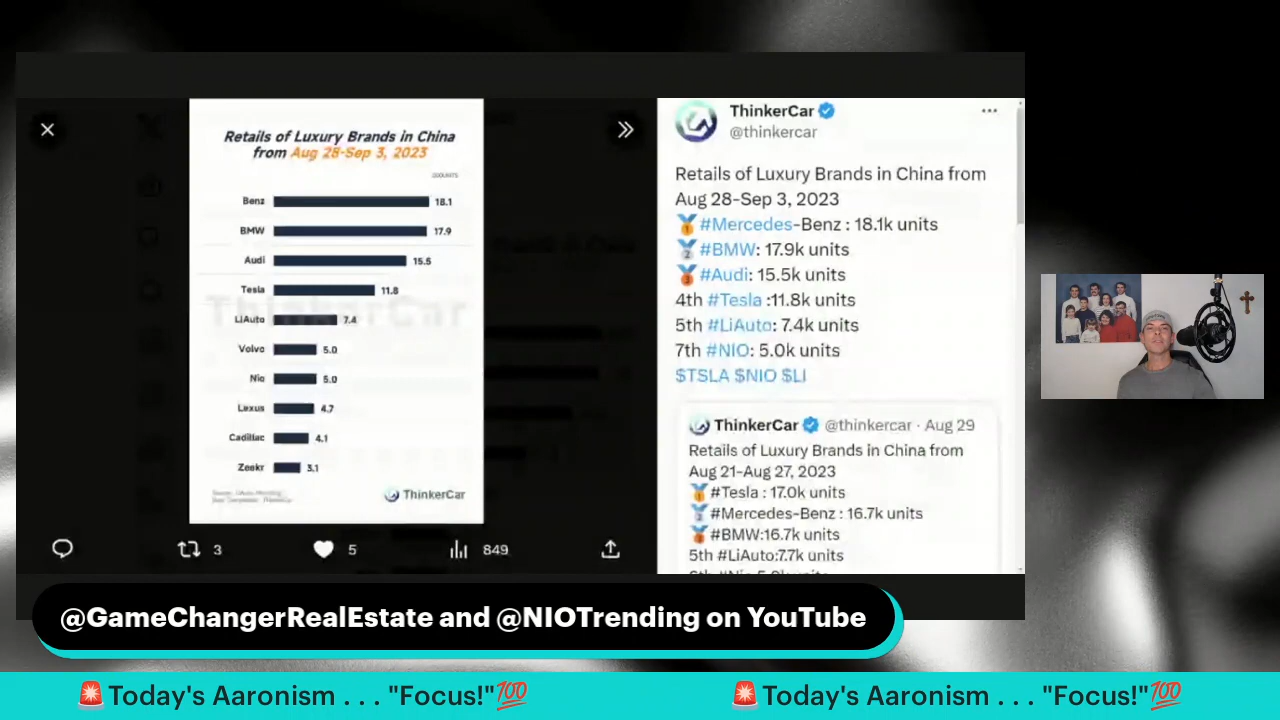 Retails of Luxury Brands in China
from Aug 28-Sep 3, 2023
Benz 18.1
BMW 17.9
Audi 15.5
Tesla 11.8
LiAuto 7.4
Volvo 5.0
Nio 5.0
Lexus 4.7
Cadillac 4.1
Zeekr 3.1
ThinkerCar
ThinkerCar
3
5
849
ThinkerCar
@thinkercar
Retails of Luxury Brands in China from
Aug 28-Sep 3, 2023
🥇#Mercedes-Benz : 18.1k units
🥈#BMW: 17.9k units
🥉#Audi: 15.5k units
4th #Tesla :11.8k units
5th #LiAuto: 7.4k units
7th #NIO: 5.0k units
$TSLA $NIO $LI
ThinkerCar @thinkercar · Aug 29
Retails of Luxury Brands in China from
Aug 21-Aug 27, 2023
🥇#Tesla : 17.0k units
🥈#Mercedes-Benz : 16.7k units
🥉#BMW:16.7k units
5th #LiAuto:7.7k units
@GameChangerRealEstate and @NIOTrending on YouTube
🚨Today's Aaronism . . . "Focus!"💯
🚨Today's Aaronism . . . "Focus!"💯